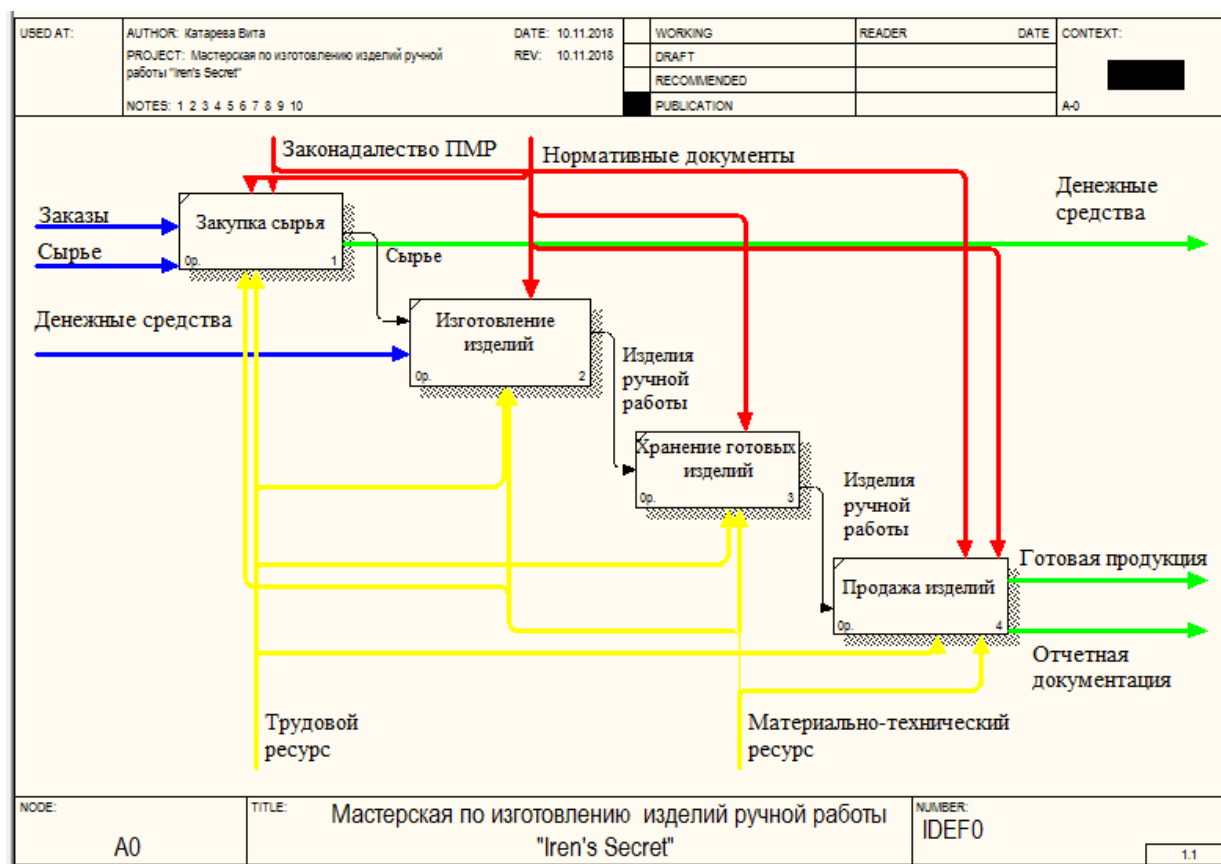 USED AT:
AUTHOR: Катарева Вита
DATE: 10.11.2018
PROJECT: Мастерская по изготовлению изделий ручной
работы "Iren's Secret"
REV: 10.11.2018
NOTES: 1 2 3 4 5 6 7 8 9 10
WORKING
DRAFT
RECOMMENDED
PUBLICATION
READER
DATE
CONTEXT:
A-0
Законадалество ПМР
Нормативные документы
Денежные
средства
Заказы
Сырье
Закупка сырья
0р.
1
Сырье
Денежные средства
Изготовление
изделий
0р.
2
Изделия
ручной
работы
Хранение готовых
изделий
0р.
3
Изделия
ручной
работы
Готовая продукция
Продажа изделий
0р.
4
Отчетная
документация
Трудовой
ресурс
Материально-технический
ресурс
NODE:
A0
TITLE:
Мастерская по изготовлению изделий ручной работы
"Iren's Secret"
NUMBER:
IDEF0
1.1